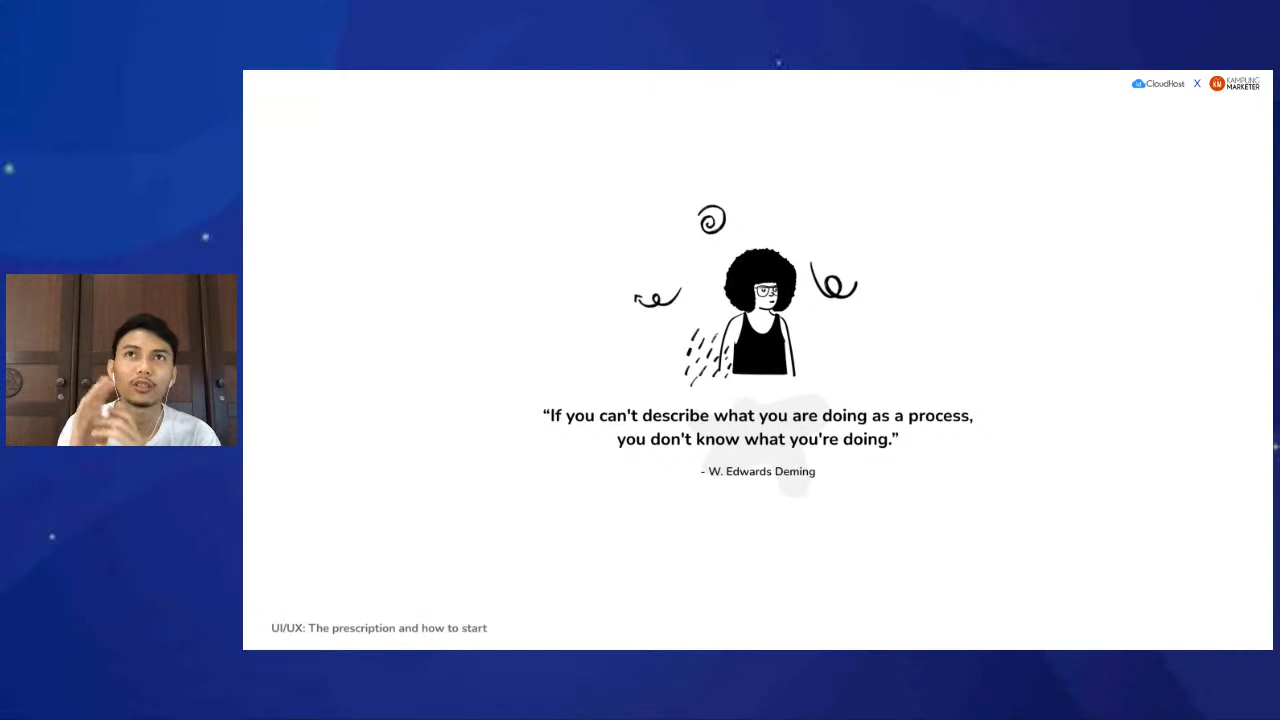 CloudHost X KAMPUNG MARKETER
“If you can't describe what you are doing as a process,
you don't know what you're doing.”
- W. Edwards Deming
UI/UX: The prescription and how to start